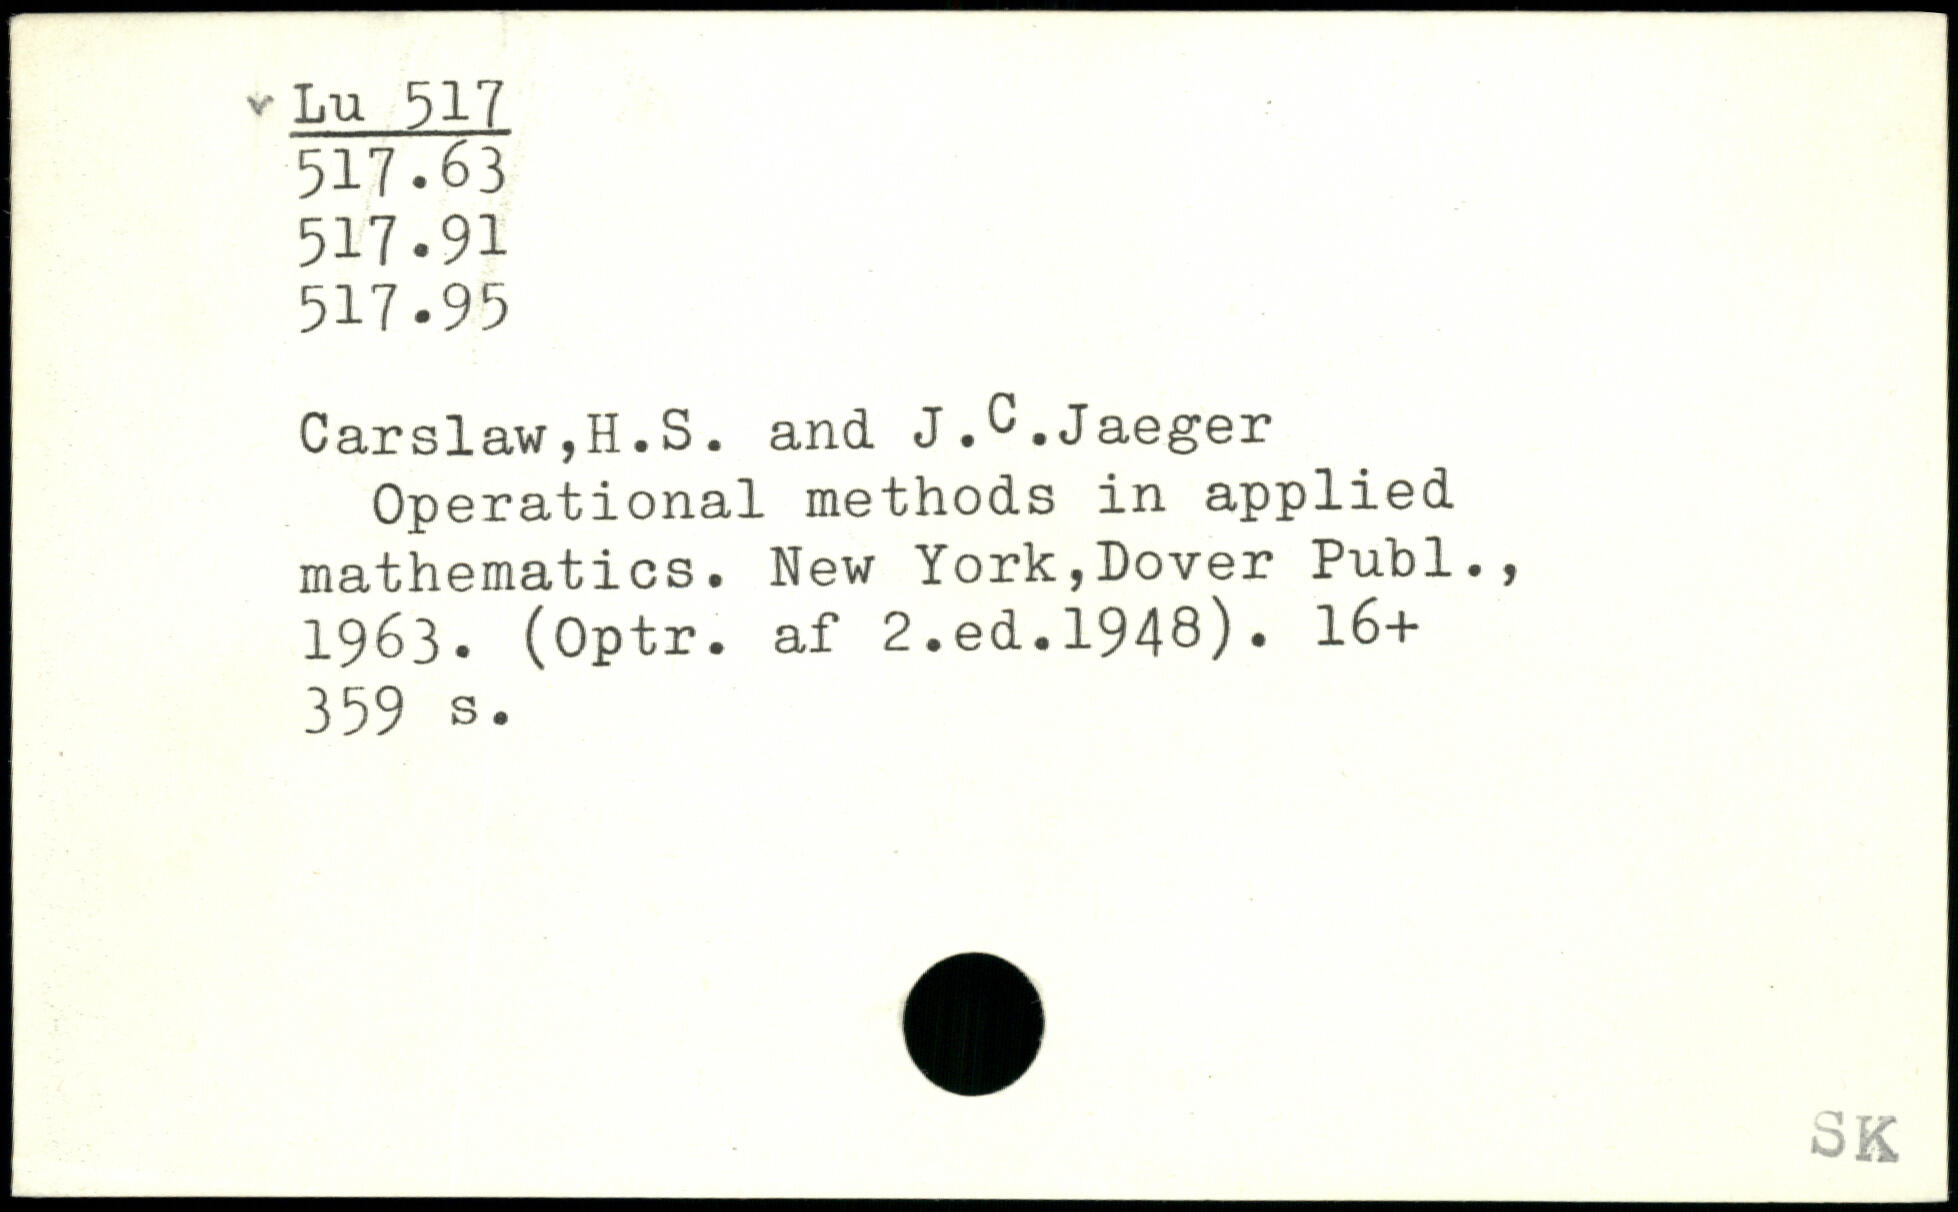 Lu 517
517.63
517.91
517.95
Carslaw,H.S. and J.C.Jaeger
Operational methods in applied
mathematics. New York,Dover Publ.,
1963. (Optr. af 2.ed.1948). 16+
359 s.
SK